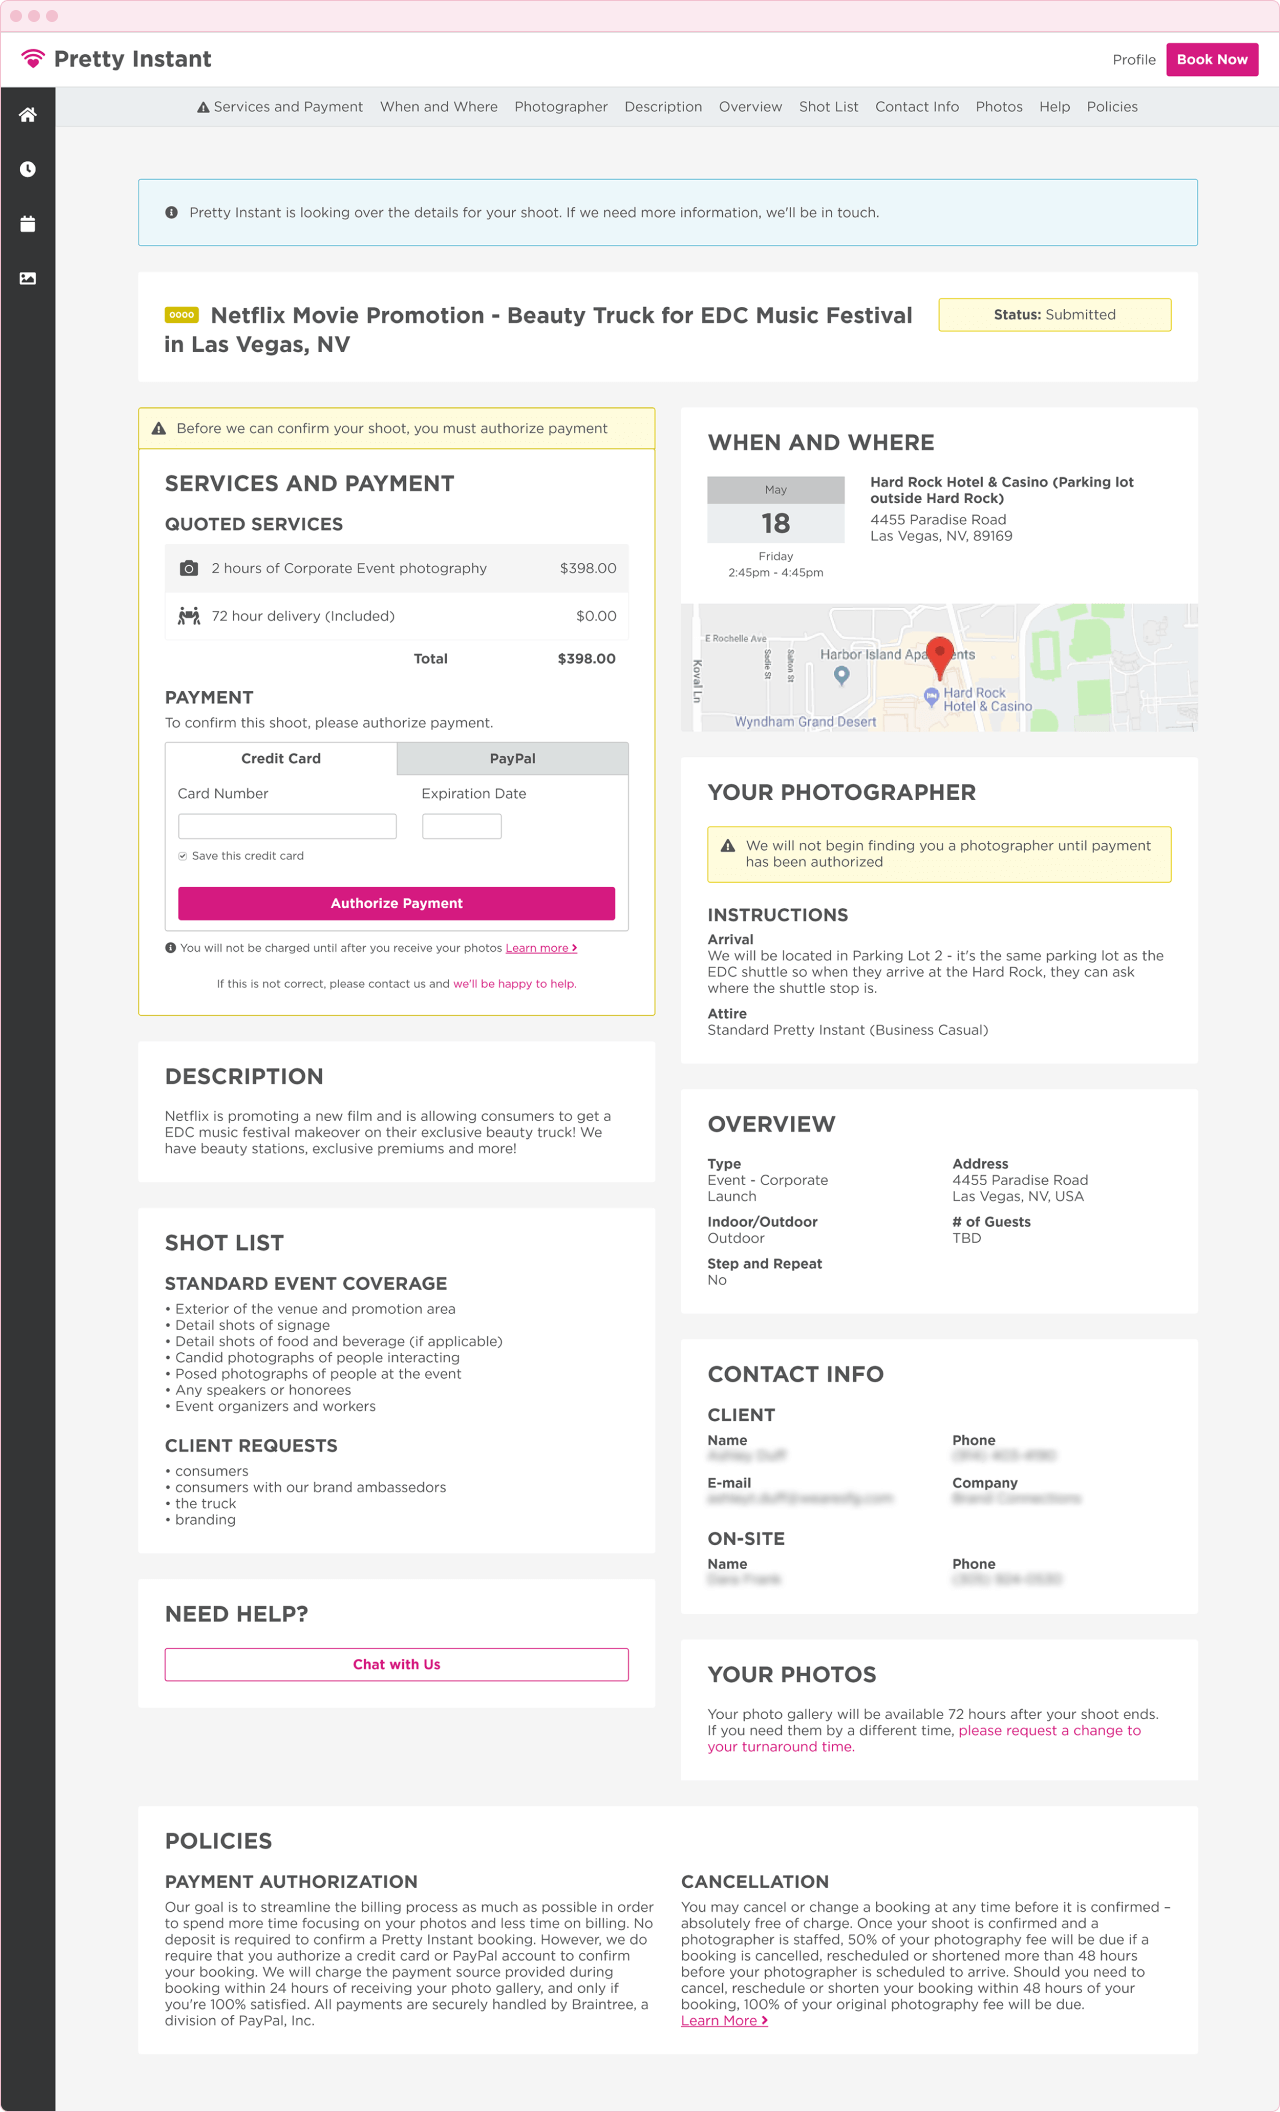 Pretty Instant
Profile
Book Now
Services and Payment
When and Where
Photographer
Description
Overview
Shot List
Contact Info
Photos
Help
Policies
Pretty Instant is looking over the details for your shoot. If we need more information, we'll be in touch.
Netflix Movie Promotion - Beauty Truck for EDC Music Festival
in Las Vegas, NV
Status: Submitted
Before we can confirm your shoot, you must authorize payment
SERVICES AND PAYMENT
QUOTED SERVICES
2 hours of Corporate Event photography $398.00
72 hour delivery (Included) $0.00
Total $398.00
PAYMENT
To confirm this shoot, please authorize payment.
Credit Card
PayPal
Card Number
Expiration Date
Save this credit card
Authorize Payment
You will not be charged until after you receive your photos Learn more
If this is not correct, please contact us and we'll be happy to help.
DESCRIPTION
Netflix is promoting a new film and is allowing consumers to get a
EDC music festival makeover on their exclusive beauty truck! We
have beauty stations, exclusive premiums and more!
SHOT LIST
STANDARD EVENT COVERAGE
• Exterior of the venue and promotion area
• Detail shots of signage
• Detail shots of food and beverage (if applicable)
• Candid photographs of people interacting
• Posed photographs of people at the event
• Any speakers or honorees
• Event organizers and workers
CLIENT REQUESTS
• consumers
• consumers with our brand ambassedors
• the truck
• branding
NEED HELP?
Chat with Us
WHEN AND WHERE
May
18
Friday
2:45pm - 4:45pm
Hard Rock Hotel & Casino (Parking lot
outside Hard Rock)
4455 Paradise Road
Las Vegas, NV, 89169
E Rochelle Ave
Koval Ln
Sadie St
Salton St
Harbor Island
Hard Rock
Hotel & Casino
Wyndham Grand Desert
YOUR PHOTOGRAPHER
We will not begin finding you a photographer until payment
has been authorized
INSTRUCTIONS
Arrival
We will be located in Parking Lot 2 - it's the same parking lot as the
EDC shuttle so when they arrive at the Hard Rock, they can ask
where the shuttle stop is.
Attire
Standard Pretty Instant (Business Casual)
OVERVIEW
Type
Event - Corporate
Launch
Address
4455 Paradise Road
Las Vegas, NV, USA
Indoor/Outdoor
Outdoor
# of Guests
TBD
Step and Repeat
No
CONTACT INFO
CLIENT
Name
Phone
E-mail
Company
ON-SITE
Name
Phone
YOUR PHOTOS
Your photo gallery will be available 72 hours after your shoot ends.
If you need them by a different time, please request a change to
your turnaround time.
POLICIES
PAYMENT AUTHORIZATION
Our goal is to streamline the billing process as much as possible in order
to spend more time focusing on your photos and less time on billing. No
deposit is required to confirm a Pretty Instant booking. However, we do
require that you authorize a credit card or PayPal account to confirm
your booking. We will charge the payment source provided during
booking within 24 hours of receiving your photo gallery, and only if
you're 100% satisfied. All payments are securely handled by Braintree, a
division of PayPal, Inc.
CANCELLATION
You may cancel or change a booking at any time before it is confirmed –
absolutely free of charge. Once your shoot is confirmed and a
photographer is staffed, 50% of your photography fee will be due if a
booking is cancelled, rescheduled or shortened more than 48 hours
before your photographer is scheduled to arrive. Should you need to
cancel, reschedule or shorten your booking within 48 hours of your
booking, 100% of your original photography fee will be due.
Learn More